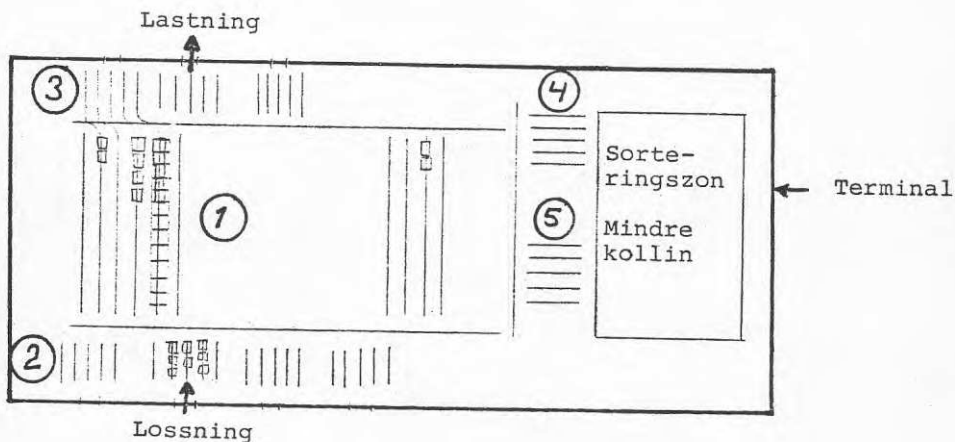 Lastning
3
4
Sorte-
ringszon
Mindre
kollin
Terminal
1
5
2
Lossning